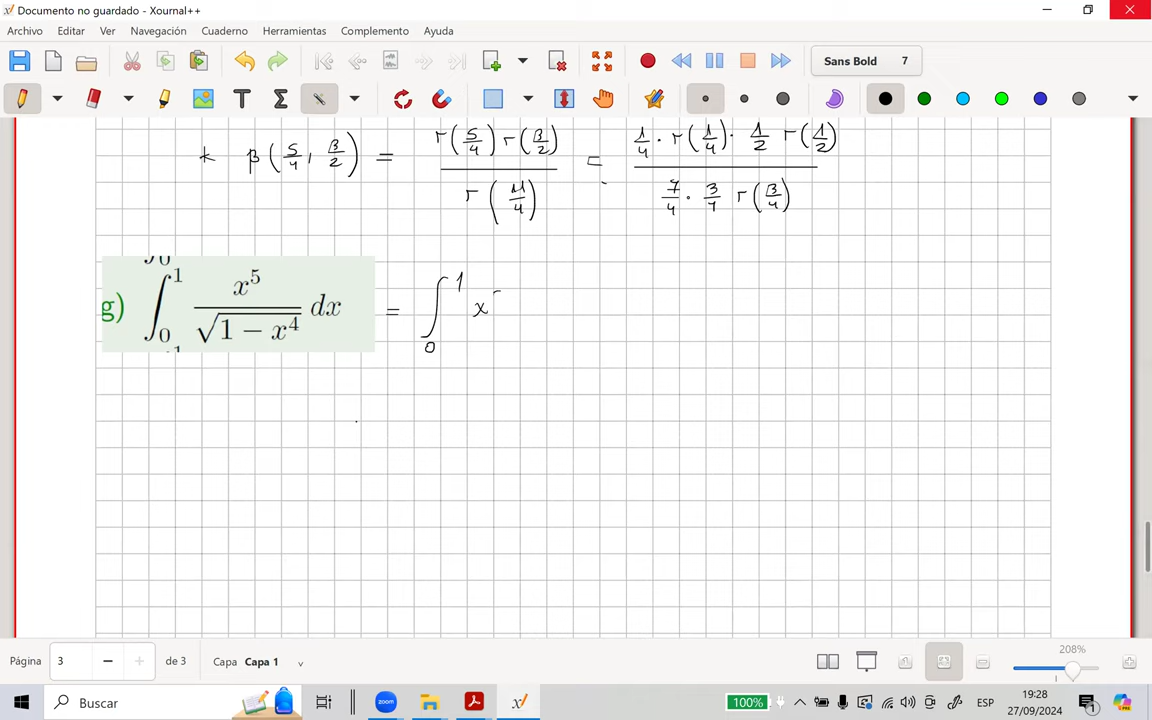 Documento no guardado - Xournal++
Archivo Editar Ver Navegación Cuaderno Herramientas Complemento Ayuda
Sans Bold 7
k β(5/4, 3/2) = Γ(5/4) Γ(3/2) / Γ(11/4) = 1/4 · Γ(1/4) · 1/2 Γ(1/2) / 7/4 · 3/4 Γ(3/4)
g) ∫₀¹ x⁵ / √(1 − x⁴) dx = ∫₀¹ x
Página 3 de 3 Capa Capa 1 208%
Buscar zoom 100% ESP 19:28
27/09/2024 1